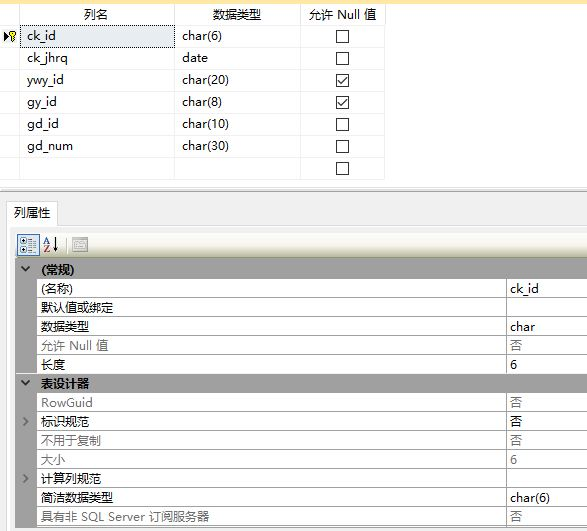 列名 数据类型 允许 Null 值
ck_id char(6)
ck_jhrq date
ywy_id char(20)
gy_id char(8)
gd_id char(10)
gd_num char(30)
列属性
(常规)
(名称) ck_id
默认值或绑定
数据类型 char
允许 Null 值 否
长度 6
表设计器
RowGuid 否
标识规范 否
不用于复制 否
大小 6
计算列规范
简洁数据类型 char(6)
具有非 SQL Server 订阅服务器 否